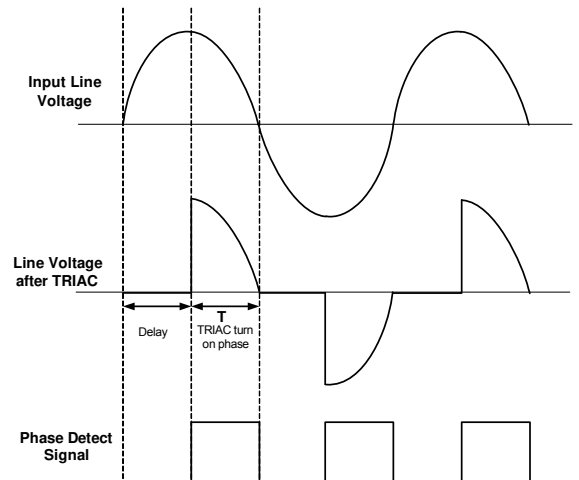 Input Line
Voltage
Line Voltage
after TRIAC
Delay
T
TRIAC turn
on phase
Phase Detect
Signal